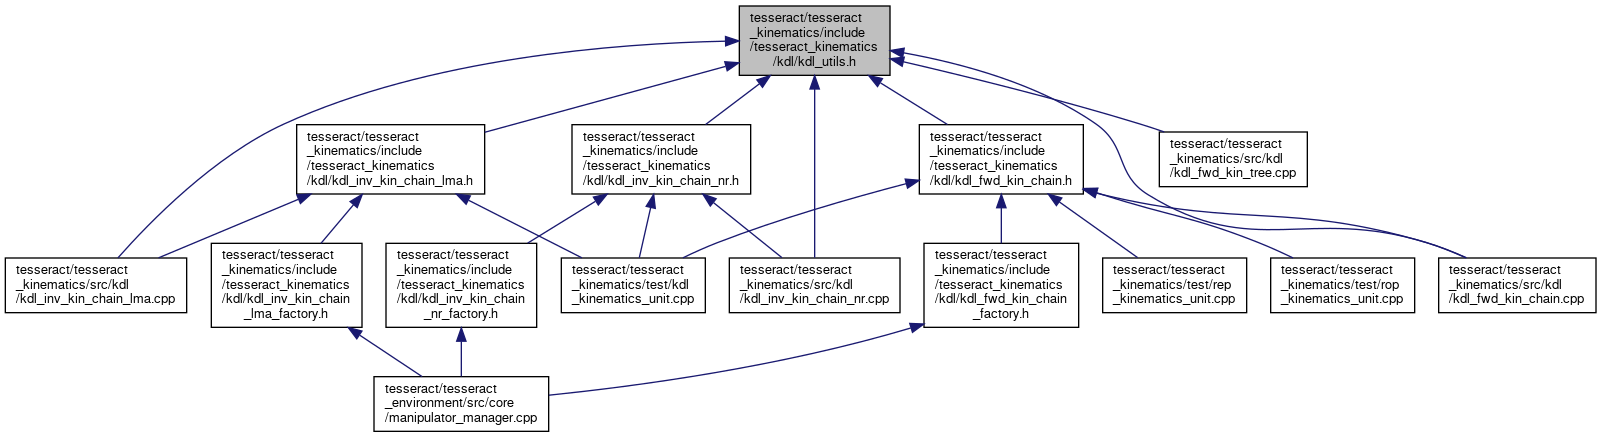 tesseract/tesseract
_kinematics/include
/tesseract_kinematics
/kdl/kdl_utils.h
tesseract/tesseract
_kinematics/include
/tesseract_kinematics
/kdl/kdl_inv_kin_chain_lma.h
tesseract/tesseract
_kinematics/include
/tesseract_kinematics
/kdl/kdl_inv_kin_chain_nr.h
tesseract/tesseract
_kinematics/include
/tesseract_kinematics
/kdl/kdl_fwd_kin_chain.h
tesseract/tesseract
_kinematics/src/kdl
/kdl_fwd_kin_tree.cpp
tesseract/tesseract
_kinematics/src/kdl
/kdl_inv_kin_chain_lma.cpp
tesseract/tesseract
_kinematics/include
/tesseract_kinematics
/kdl/kdl_inv_kin_chain
_lma_factory.h
tesseract/tesseract
_kinematics/include
/tesseract_kinematics
/kdl/kdl_inv_kin_chain
_nr_factory.h
tesseract/tesseract
_kinematics/test/kdl
_kinematics_unit.cpp
tesseract/tesseract
_kinematics/src/kdl
/kdl_inv_kin_chain_nr.cpp
tesseract/tesseract
_kinematics/include
/tesseract_kinematics
/kdl/kdl_fwd_kin_chain
_factory.h
tesseract/tesseract
_kinematics/test/rep
_kinematics_unit.cpp
tesseract/tesseract
_kinematics/test/rop
_kinematics_unit.cpp
tesseract/tesseract
_kinematics/src/kdl
/kdl_fwd_kin_chain.cpp
tesseract/tesseract
_environment/src/core
/manipulator_manager.cpp